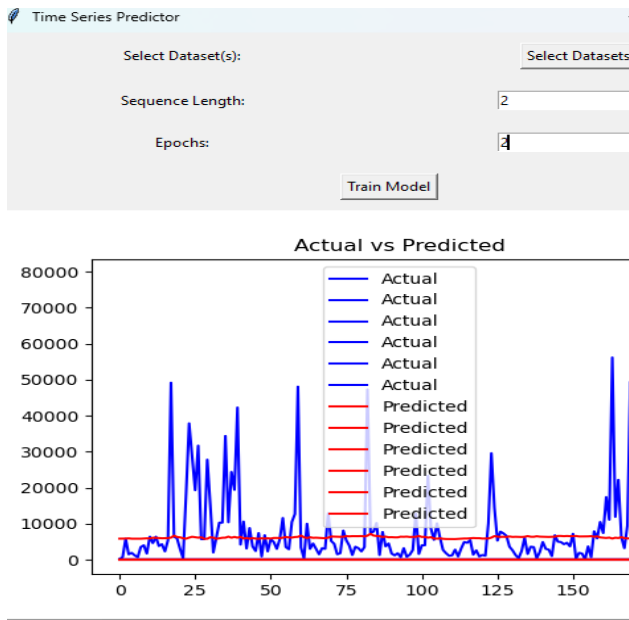 Time Series Predictor
Select Dataset(s):
Select Datasets
Sequence Length:
2
Epochs:
2
Train Model
Actual vs Predicted
80000
70000
60000
50000
40000
30000
20000
10000
0
Actual
Actual
Actual
Actual
Actual
Actual
Predicted
Predicted
Predicted
Predicted
Predicted
Predicted
0 25 50 75 100 125 150